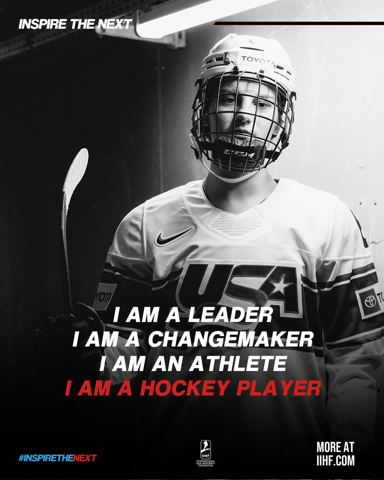 INSPIRE THE NEXT
TOYOTA
USA
I AM A LEADER
I AM A CHANGEMAKER
I AM AN ATHLETE
I AM A HOCKEY PLAYER
#INSPIRETHENEXT
MORE AT
IIHF.COM